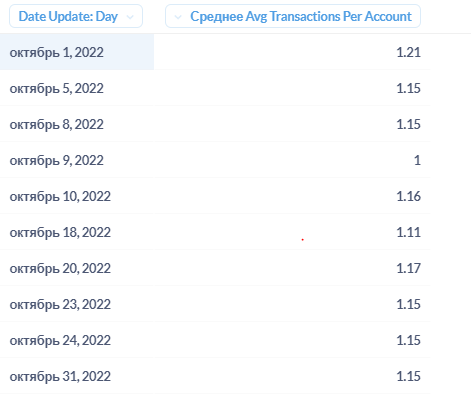 Date Update: Day Среднее Avg Transactions Per Account
октябрь 1, 2022 1.21
октябрь 5, 2022 1.15
октябрь 8, 2022 1.15
октябрь 9, 2022 1
октябрь 10, 2022 1.16
октябрь 18, 2022 1.11
октябрь 20, 2022 1.17
октябрь 23, 2022 1.15
октябрь 24, 2022 1.15
октябрь 31, 2022 1.15